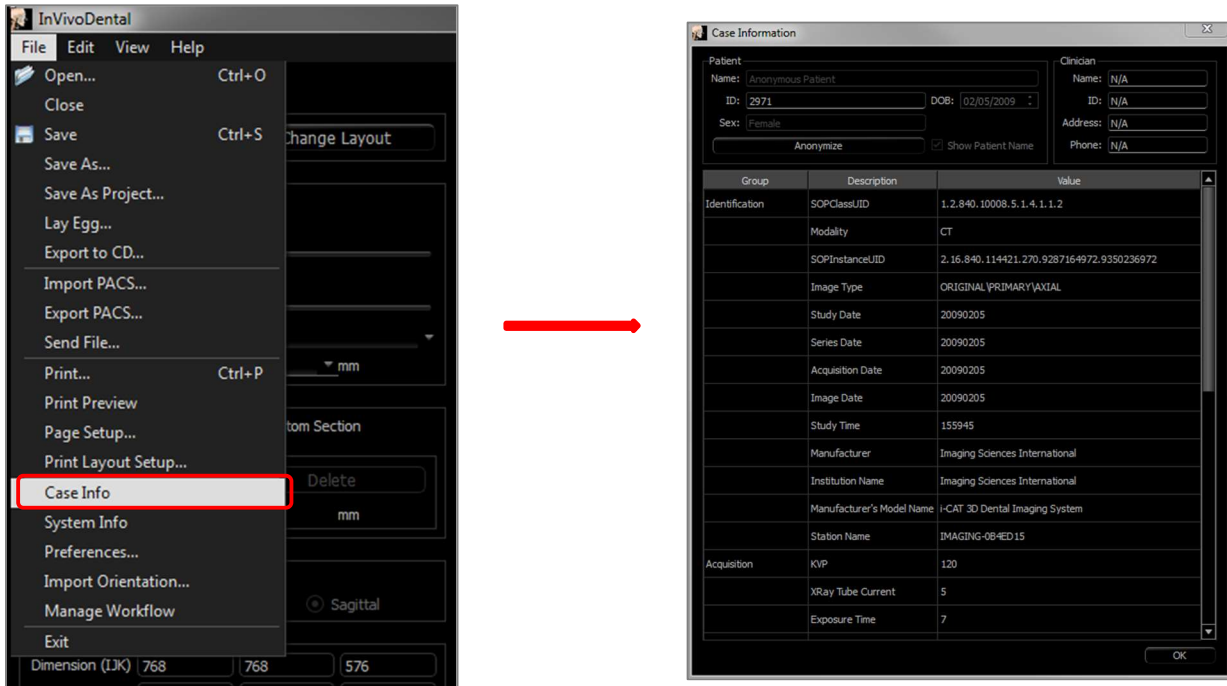 InVivoDental
File Edit View Help
Open... Ctrl+O
Close
Save Ctrl+S
Change Layout
Save As...
Save As Project...
Lay Egg...
Export to CD...
Import PACS...
Export PACS...
Send File...
mm
Print... Ctrl+P
Print Preview
tom Section
Page Setup...
Print Layout Setup...
Delete
Case Info
mm
System Info
Preferences...
Import Orientation...
Sagittal
Manage Workflow
Exit
Dimension (IJK) 768 768 576
Case Information
Patient
Name: Anonymous Patient
ID: 2971 DOB: 02/05/2009
Sex: Female
Anonymize Show Patient Name
Clinician
Name: N/A
ID: N/A
Address: N/A
Phone: N/A
Group Description Value
Identification SOPClassUID 1.2.840.10008.5.1.4.1.1.2
Modality CT
SOPInstanceUID 2.16.840.114421.270.9287164972.9350236972
Image Type ORIGINAL\PRIMARY\AXIAL
Study Date 20090205
Series Date 20090205
Acquisition Date 20090205
Image Date 20090205
Study Time 155945
Manufacturer Imaging Sciences International
Institution Name Imaging Sciences International
Manufacturer's Model Name i-CAT 3D Dental Imaging System
Station Name IMAGING-0B4ED15
Acquisition KVP 120
XRay Tube Current 5
Exposure Time 7
OK